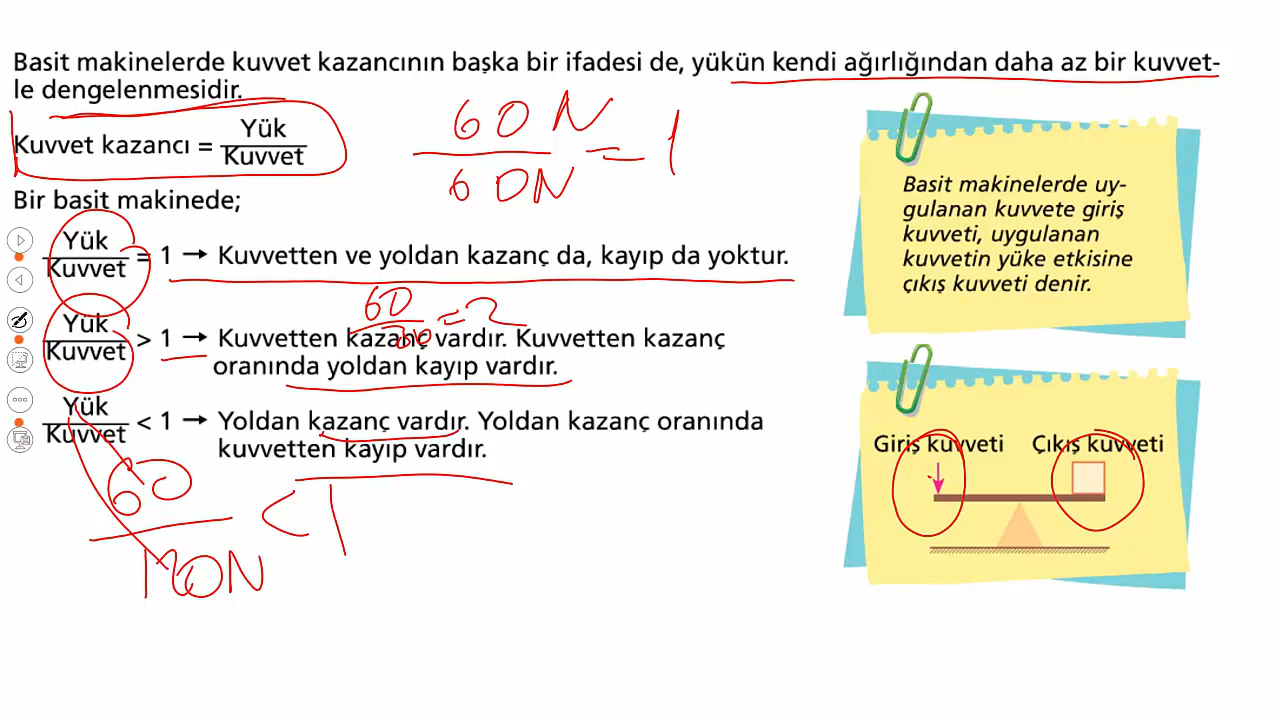 Basit makinelerde kuvvet kazancının başka bir ifadesi de, yükün kendi ağırlığından daha az bir kuvvet-
le dengelenmesidir.
Kuvvet kazancı = Yük
Kuvvet
60 N
60N
= 1
Bir basit makinede;
Yük
Kuvvet
= 1 → Kuvvetten ve yoldan kazanç da, kayıp da yoktur.
60
30
= 2
Yük
Kuvvet
> 1 → Kuvvetten kazanç vardır. Kuvvetten kazanç
oranında yoldan kayıp vardır.
Yük
Kuvvet
< 1 → Yoldan kazanç vardır. Yoldan kazanç oranında
kuvvetten kayıp vardır.
60
120N
< 1
Basit makinelerde uy-
gulanan kuvvete giriş
kuvveti, uygulanan
kuvvetin yüke etkisine
çıkış kuvveti denir.
Giriş kuvveti Çıkış kuvveti